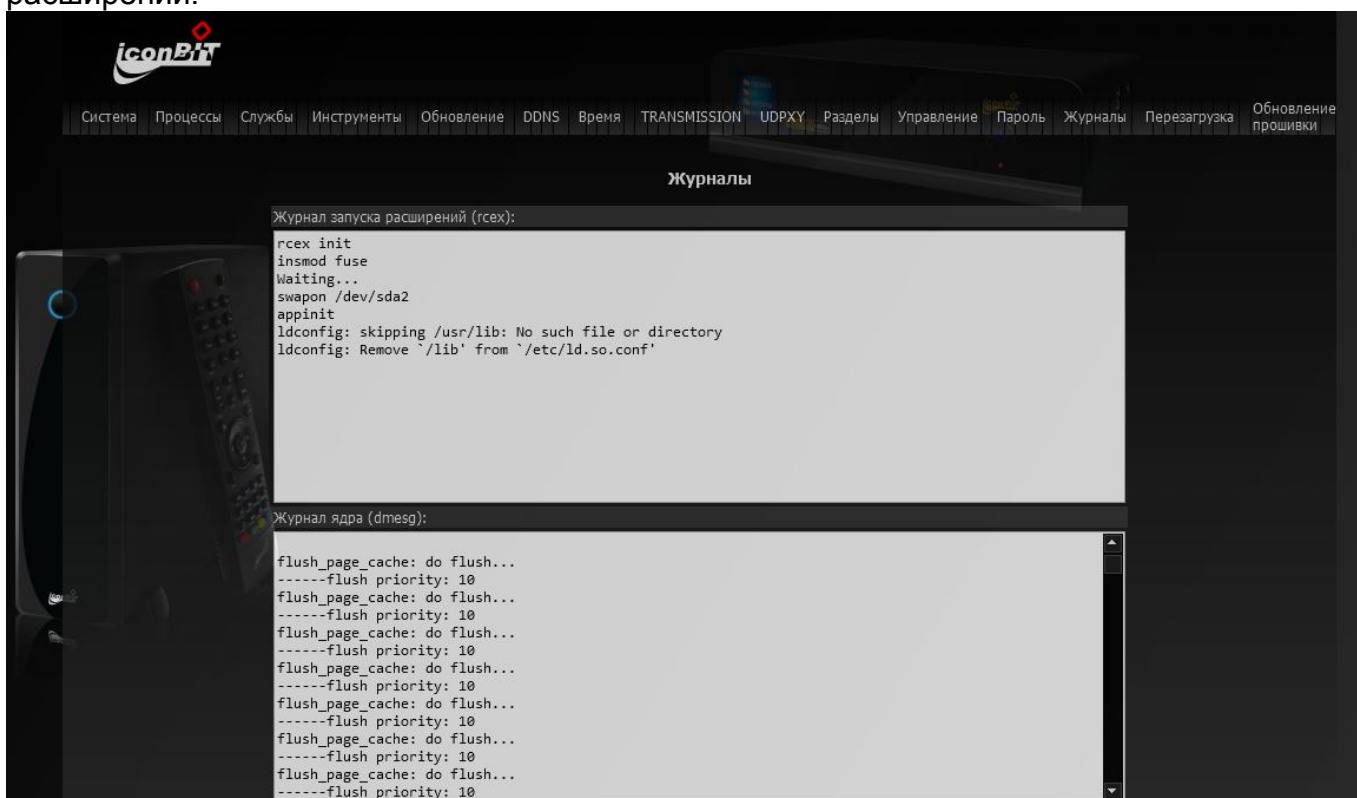 расширений.
iconBIT
Система Процессы Службы Инструменты Обновление DDNS Время TRANSMISSION UDPXY Разделы Управление Пароль Журналы Перезагрузка Обновление
прошивки
Журналы
Журнал запуска расширений (rcex):
rcex init
insmod fuse
Waiting...
swapon /dev/sda2
appinit
ldconfig: skipping /usr/lib: No such file or directory
ldconfig: Remove `/lib' from `/etc/ld.so.conf'
Журнал ядра (dmesg):
flush_page_cache: do flush...
------flush priority: 10
flush_page_cache: do flush...
------flush priority: 10
flush_page_cache: do flush...
------flush priority: 10
flush_page_cache: do flush...
------flush priority: 10
flush_page_cache: do flush...
------flush priority: 10
flush_page_cache: do flush...
------flush priority: 10
flush_page_cache: do flush...
------flush priority: 10